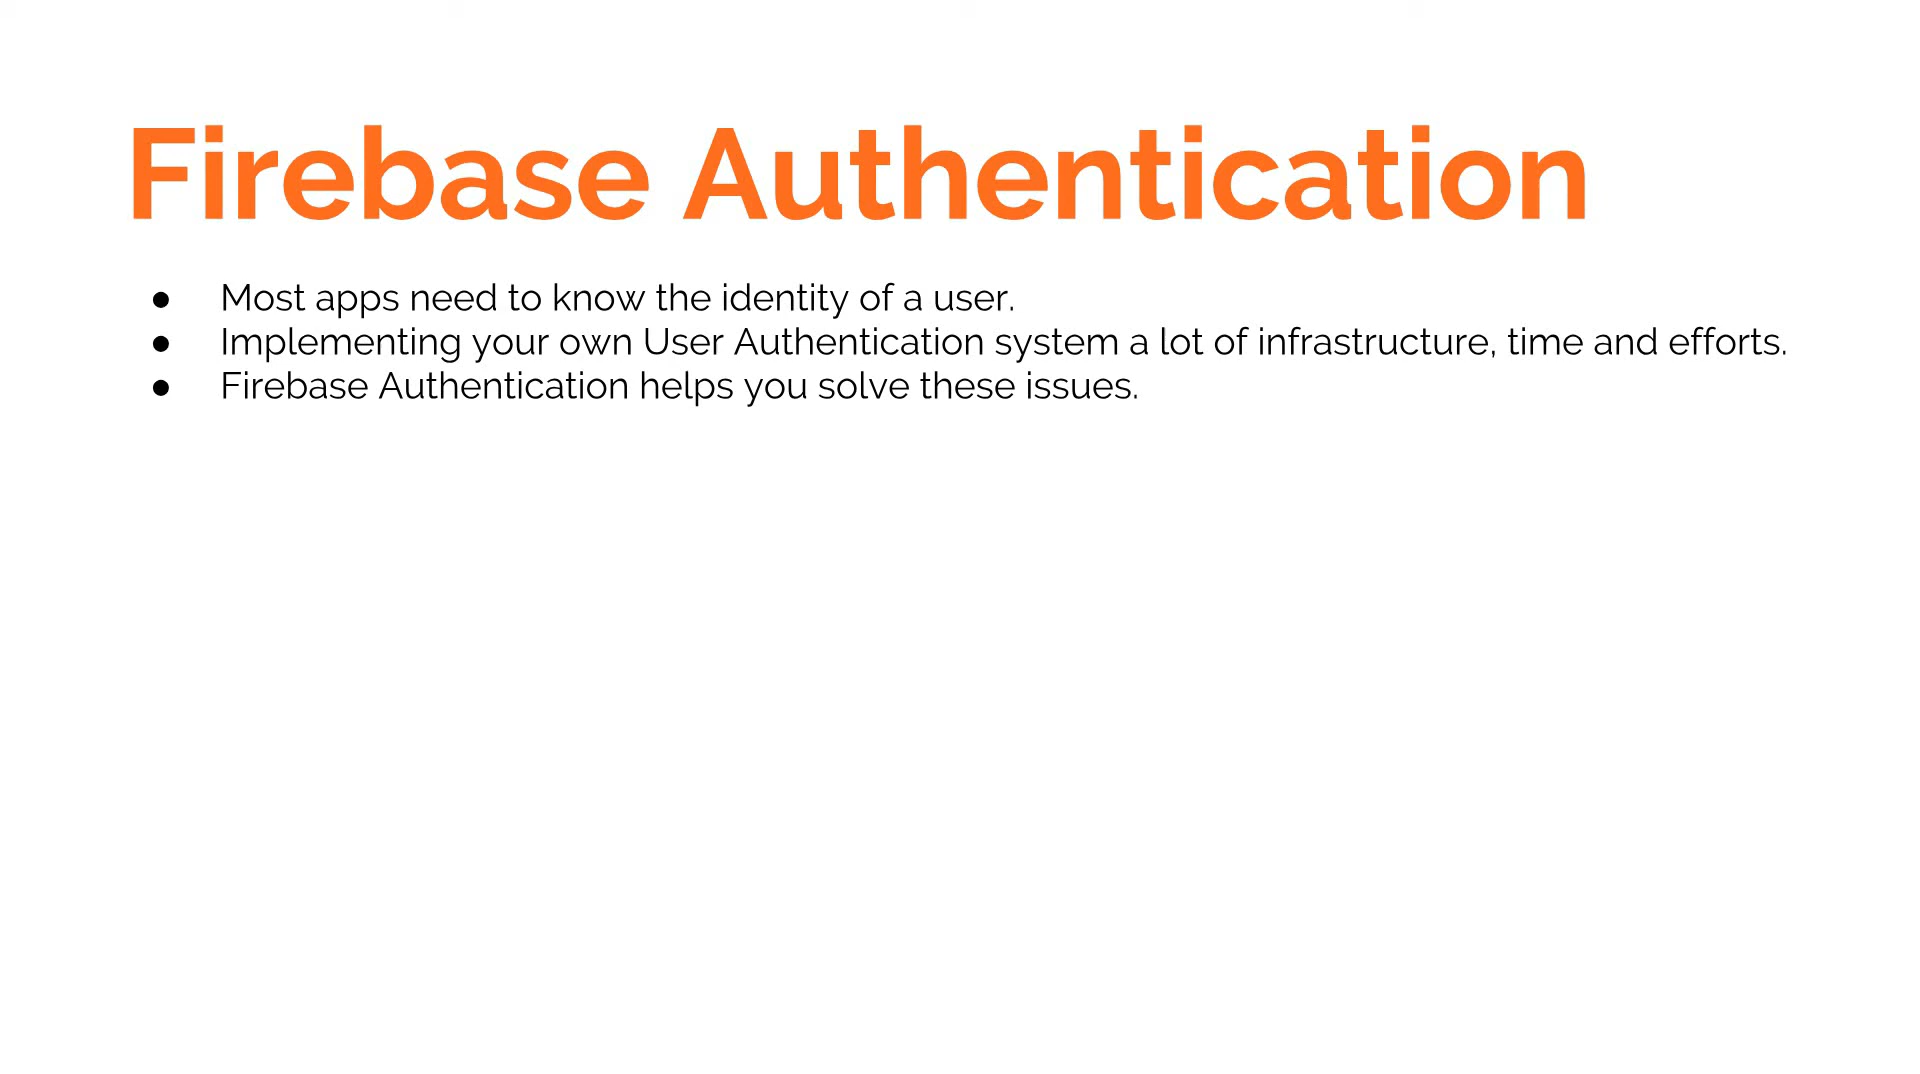 Firebase Authentication
● Most apps need to know the identity of a user.
● Implementing your own User Authentication system a lot of infrastructure, time and efforts.
● Firebase Authentication helps you solve these issues.